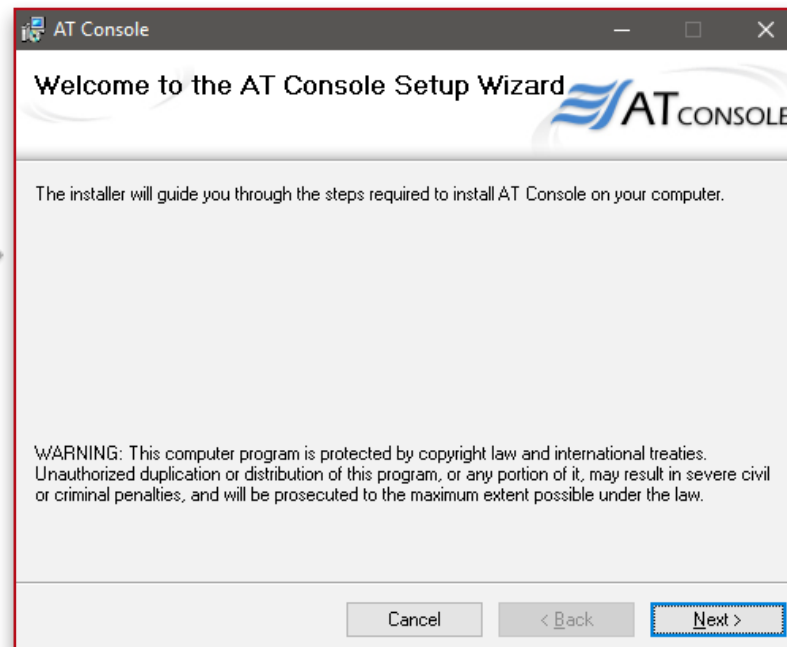 AT Console
Welcome to the AT Console Setup Wizard
AT CONSOLE
The installer will guide you through the steps required to install AT Console on your computer.
WARNING: This computer program is protected by copyright law and international treaties.
Unauthorized duplication or distribution of this program, or any portion of it, may result in severe civil
or criminal penalties, and will be prosecuted to the maximum extent possible under the law.
Cancel
< Back
Next >